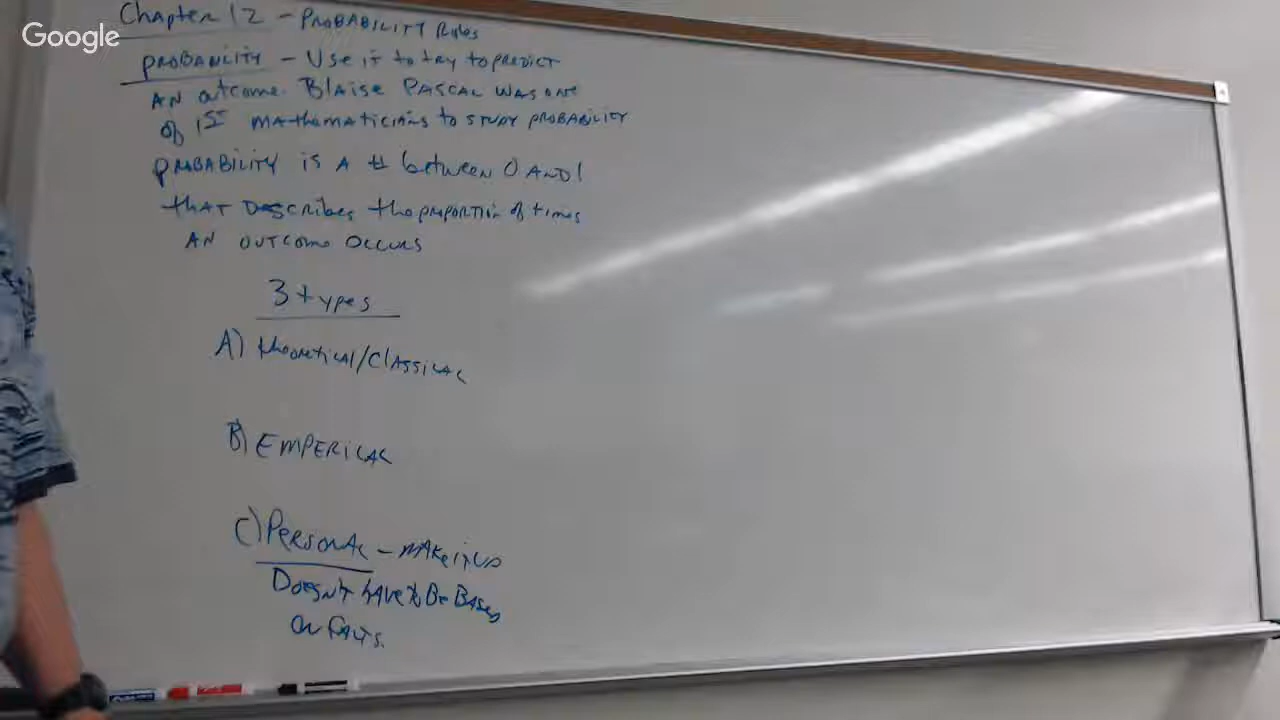 Google
Chapter 12 - PROBABILITY Rules
PROBABILITY - Use it to try to PREDICT
AN outcome. Blaise PASCAL WAS one
of 1ST MAthematicians to STUDY PROBABILITY
PROBABILITY is A # between 0 AND 1
that Describes the PROPORTION of times
AN OUTCOME OCCURS
3 types
A) theoretical/Classical
B) EMPERICAL
C) PERSONAL - MAKe it up
Doesn't have to Be Based
on FACTS.